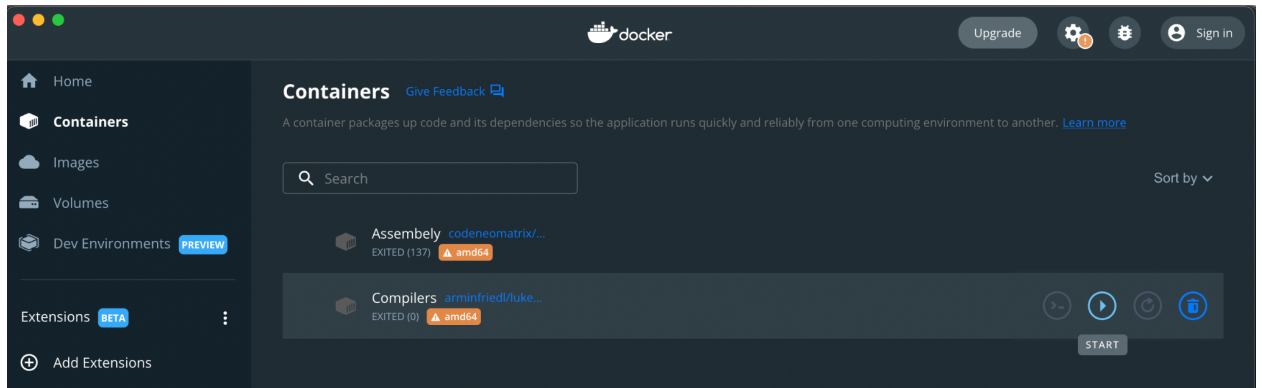 docker
Upgrade
Sign in
Home
Containers
Images
Volumes
Dev Environments PREVIEW
Extensions BETA
Add Extensions
Containers Give Feedback
A container packages up code and its dependencies so the application runs quickly and reliably from one computing environment to another. Learn more
Search
Sort by
Assembely codeneomatrix/...
EXITED (137) amd64
Compilers arminfriedl/luke...
EXITED (0) amd64
START